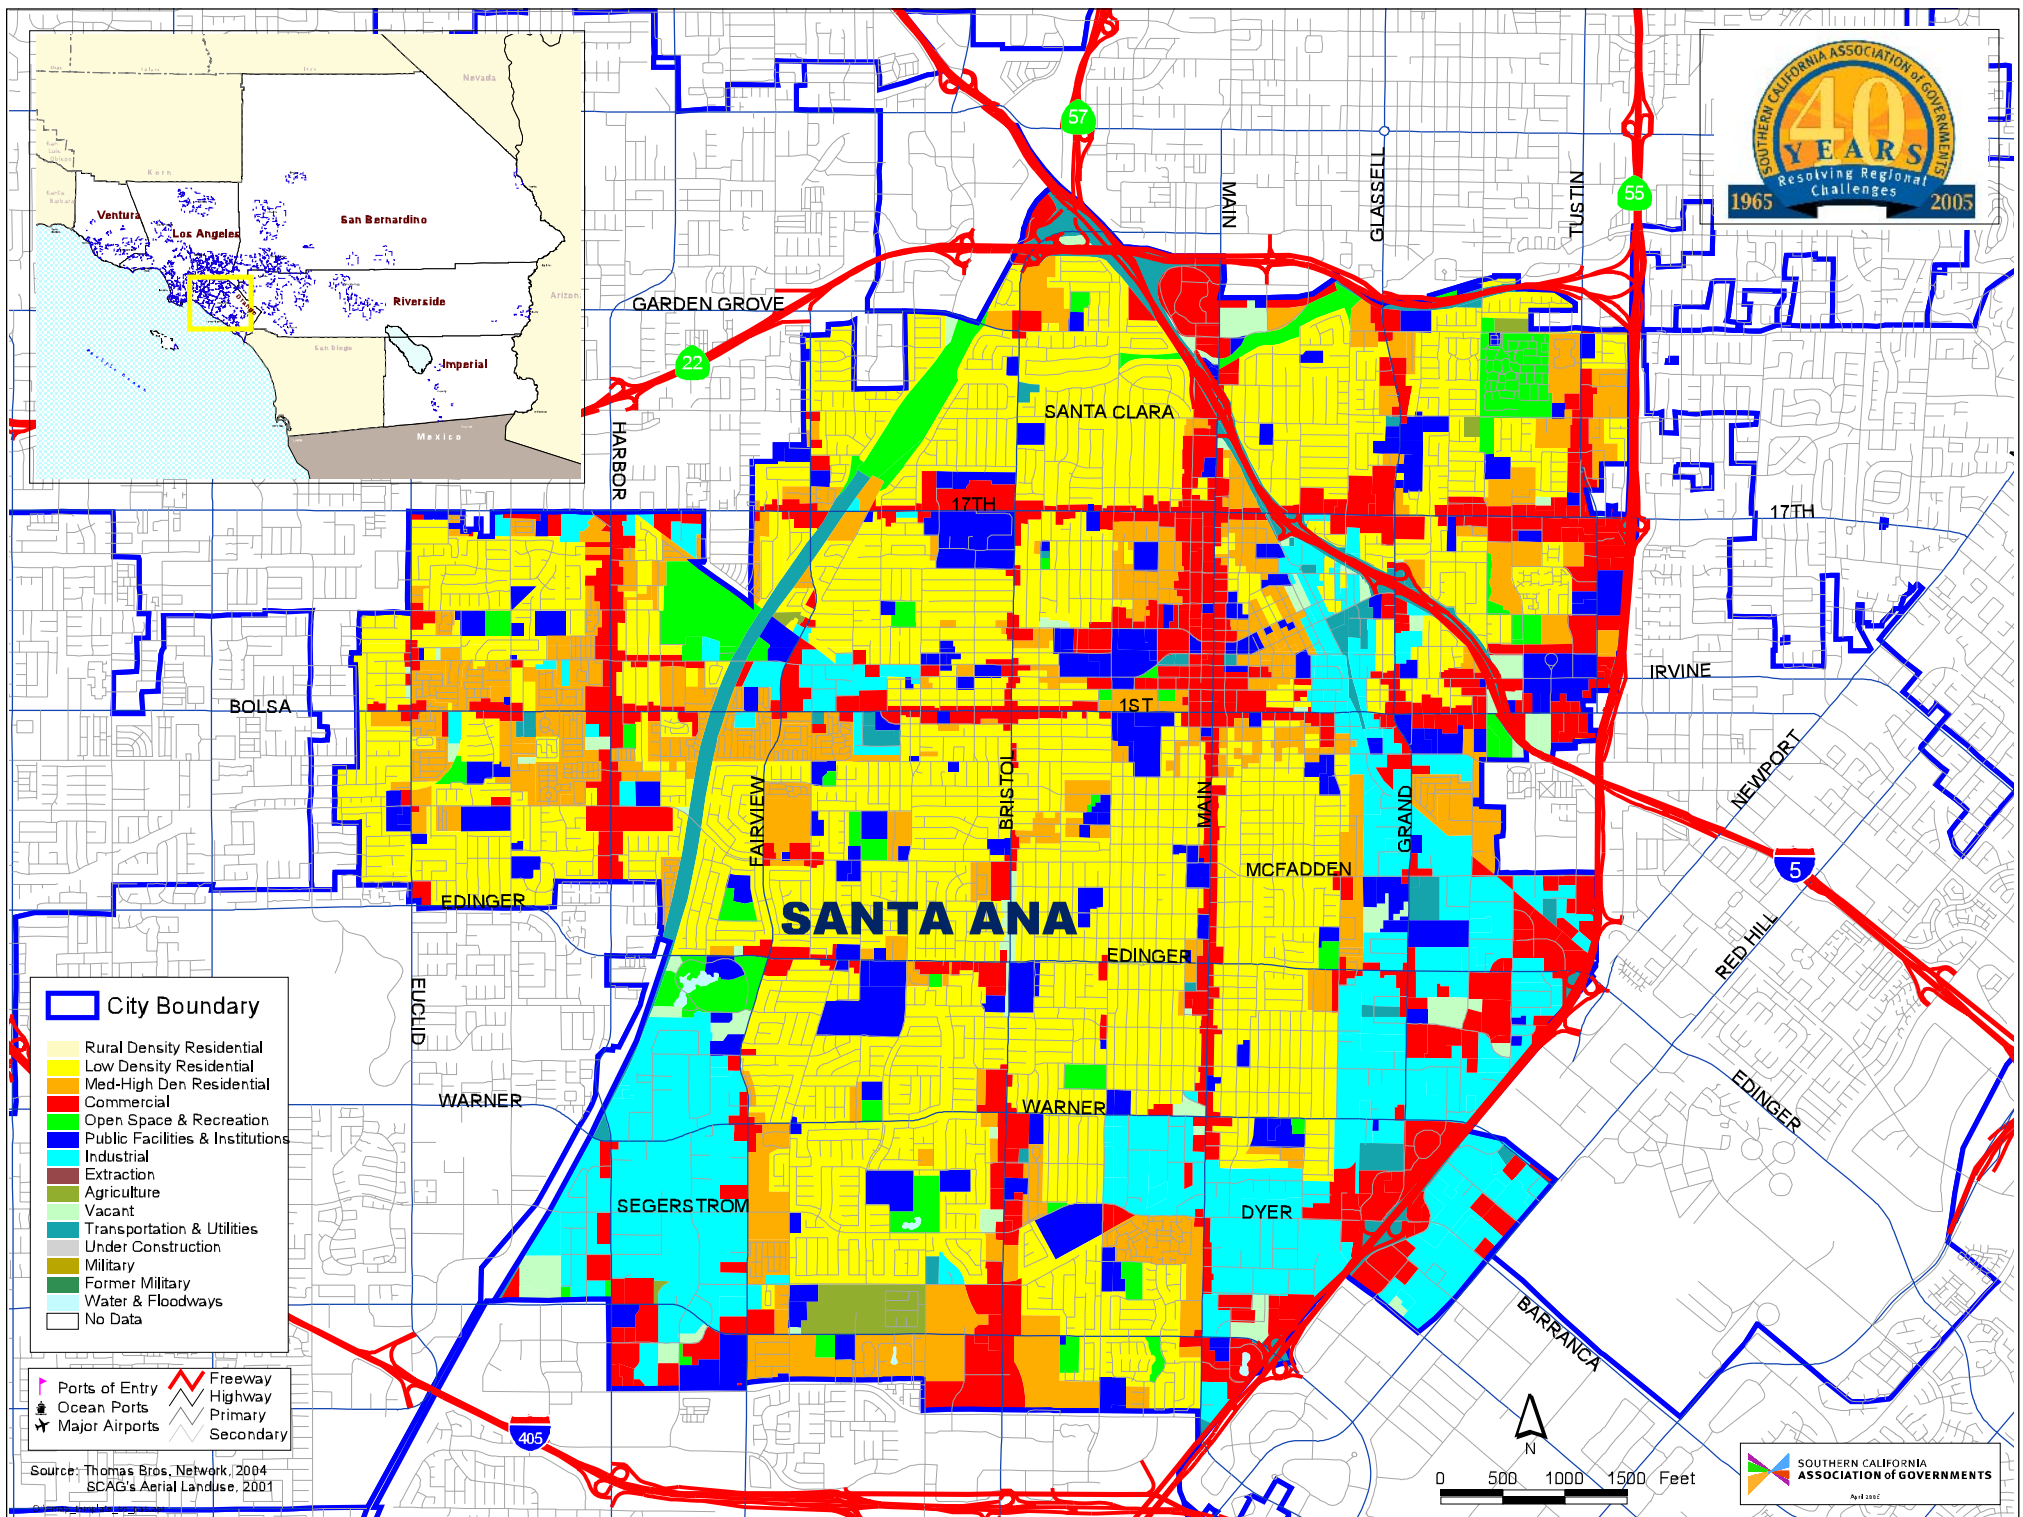 Nevada
Kern
Ventura
Los Angeles
San Bernardino
Riverside
Arizon
San Diego
Imperial
Mexico
SOUTHERN CALIFORNIA ASSOCIATION of GOVERNMENTS
40
YEARS
Resolving Regional
Challenges
1965
2005
57
55
22
5
405
MAIN
GLASSELL
TUSTIN
GARDEN GROVE
HARBOR
SANTA CLARA
17TH
17TH
BOLSA
IRVINE
1ST
NEWPORT
FAIRVIEW
BRISTOL
MAIN
GRAND
MCFADDEN
EDINGER
SANTA ANA
EDINGER
RED HILL
EUCLID
WARNER
WARNER
EDINGER
SEGERSTROM
DYER
BARRANCA
City Boundary
Rural Density Residential
Low Density Residential
Med-High Den Residential
Commercial
Open Space & Recreation
Public Facilities & Institutions
Industrial
Extraction
Agriculture
Vacant
Transportation & Utilities
Under Construction
Military
Former Military
Water & Floodways
No Data
Ports of Entry
Ocean Ports
Major Airports
Freeway
Highway
Primary
Secondary
Source: Thomas Bros, Network, 2004
SCAG's Aerial Landuse, 2001
N
0 500 1000 1500 Feet
SOUTHERN CALIFORNIA
ASSOCIATION of GOVERNMENTS